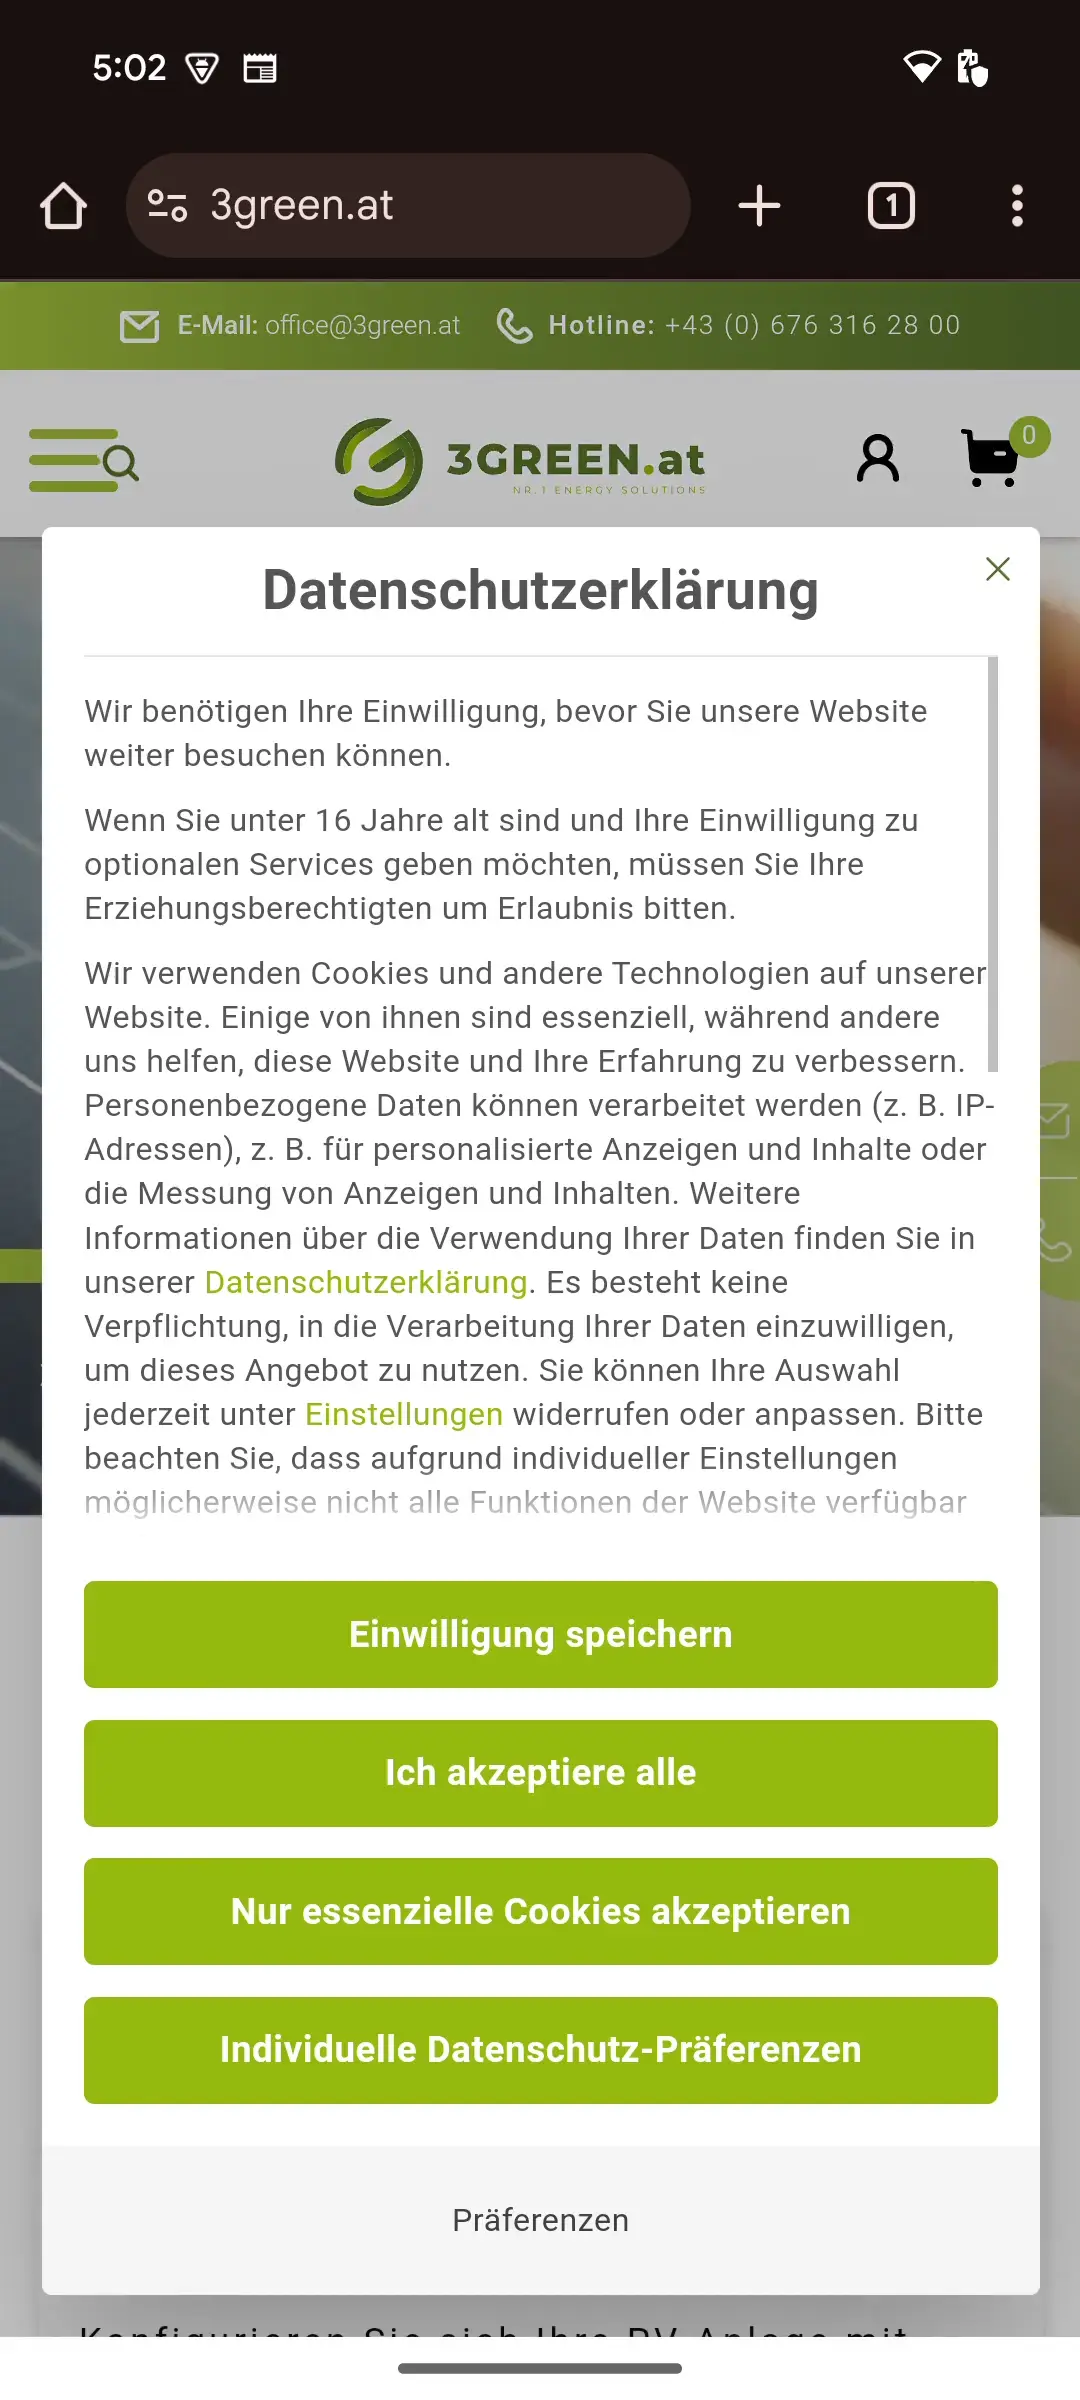 5:02
3green.at
1
E-Mail: office@3green.at Hotline: +43 (0) 676 316 28 00
3GREEN.at
NR.1 ENERGY SOLUTIONS
0
Datenschutzerklärung
Wir benötigen Ihre Einwilligung, bevor Sie unsere Website
weiter besuchen können.
Wenn Sie unter 16 Jahre alt sind und Ihre Einwilligung zu
optionalen Services geben möchten, müssen Sie Ihre
Erziehungsberechtigten um Erlaubnis bitten.
Wir verwenden Cookies und andere Technologien auf unserer
Website. Einige von ihnen sind essenziell, während andere
uns helfen, diese Website und Ihre Erfahrung zu verbessern.
Personenbezogene Daten können verarbeitet werden (z. B. IP-
Adressen), z. B. für personalisierte Anzeigen und Inhalte oder
die Messung von Anzeigen und Inhalten. Weitere
Informationen über die Verwendung Ihrer Daten finden Sie in
unserer Datenschutzerklärung. Es besteht keine
Verpflichtung, in die Verarbeitung Ihrer Daten einzuwilligen,
um dieses Angebot zu nutzen. Sie können Ihre Auswahl
jederzeit unter Einstellungen widerrufen oder anpassen. Bitte
beachten Sie, dass aufgrund individueller Einstellungen
möglicherweise nicht alle Funktionen der Website verfügbar
Einwilligung speichern
Ich akzeptiere alle
Nur essenzielle Cookies akzeptieren
Individuelle Datenschutz-Präferenzen
Präferenzen
Konfigurieren Sie sich Ihre PV-Anlage mit